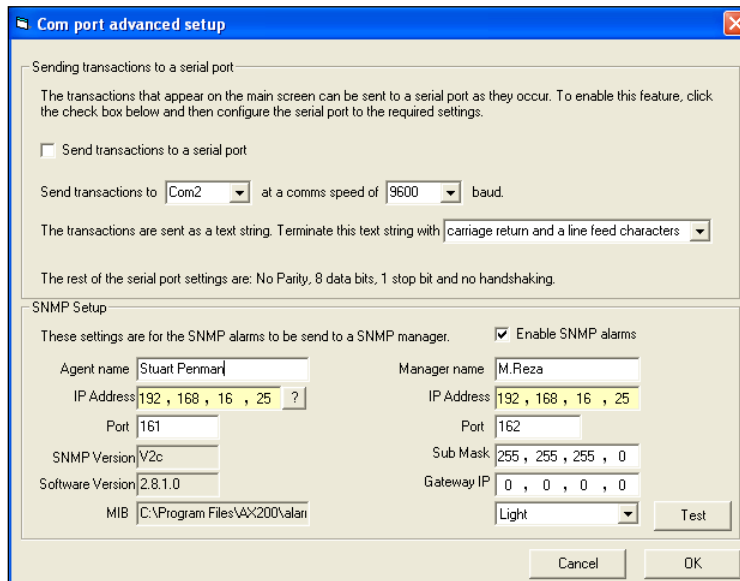 Com port advanced setup
Sending transactions to a serial port
The transactions that appear on the main screen can be sent to a serial port as they occur. To enable this feature, click
the check box below and then configure the serial port to the required settings.
Send transactions to a serial port
Send transactions to Com2 at a comms speed of 9600 baud.
The transactions are sent as a text string. Terminate this text string with carriage return and a line feed characters
The rest of the serial port settings are: No Parity, 8 data bits, 1 stop bit and no handshaking.
SNMP Setup
These settings are for the SNMP alarms to be send to a SNMP manager. Enable SNMP alarms
Agent name Stuart Penman Manager name M.Reza
IP Address 192 , 168 , 16 , 25 ? IP Address 192 , 168 , 16 , 25
Port 161 Port 162
SNMP Version V2c Sub Mask 255 , 255 , 255 , 0
Software Version 2.8.1.0 Gateway IP 0 , 0 , 0 , 0
MIB C:\Program Files\AX200\aları Light Test
Cancel OK